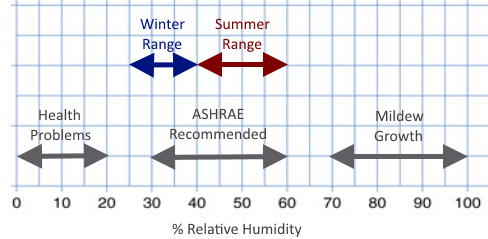 Winter Range
Summer Range
Health Problems
ASHRAE Recommended
Mildew Growth
0 10 20 30 40 50 60 70 80 90 100
% Relative Humidity